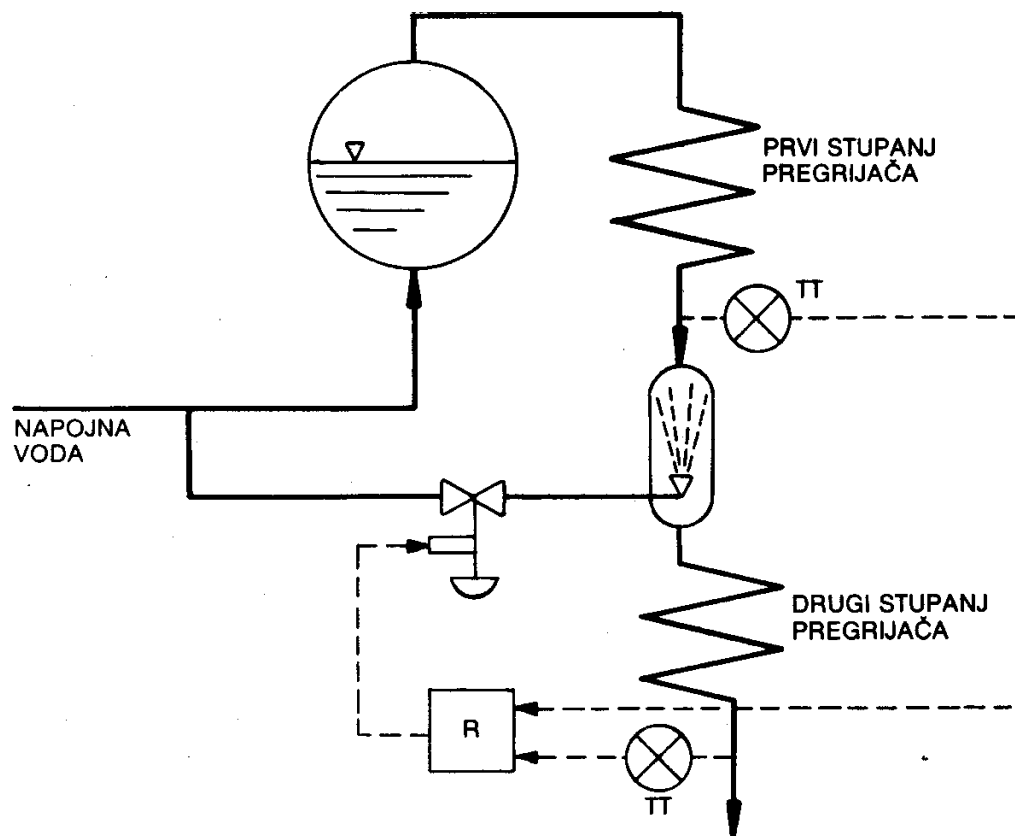 PRVI STUPANJ
PREGRIJAČA
TT
NAPOJNA
VODA
DRUGI STUPANJ
PREGRIJAČA
R
TT